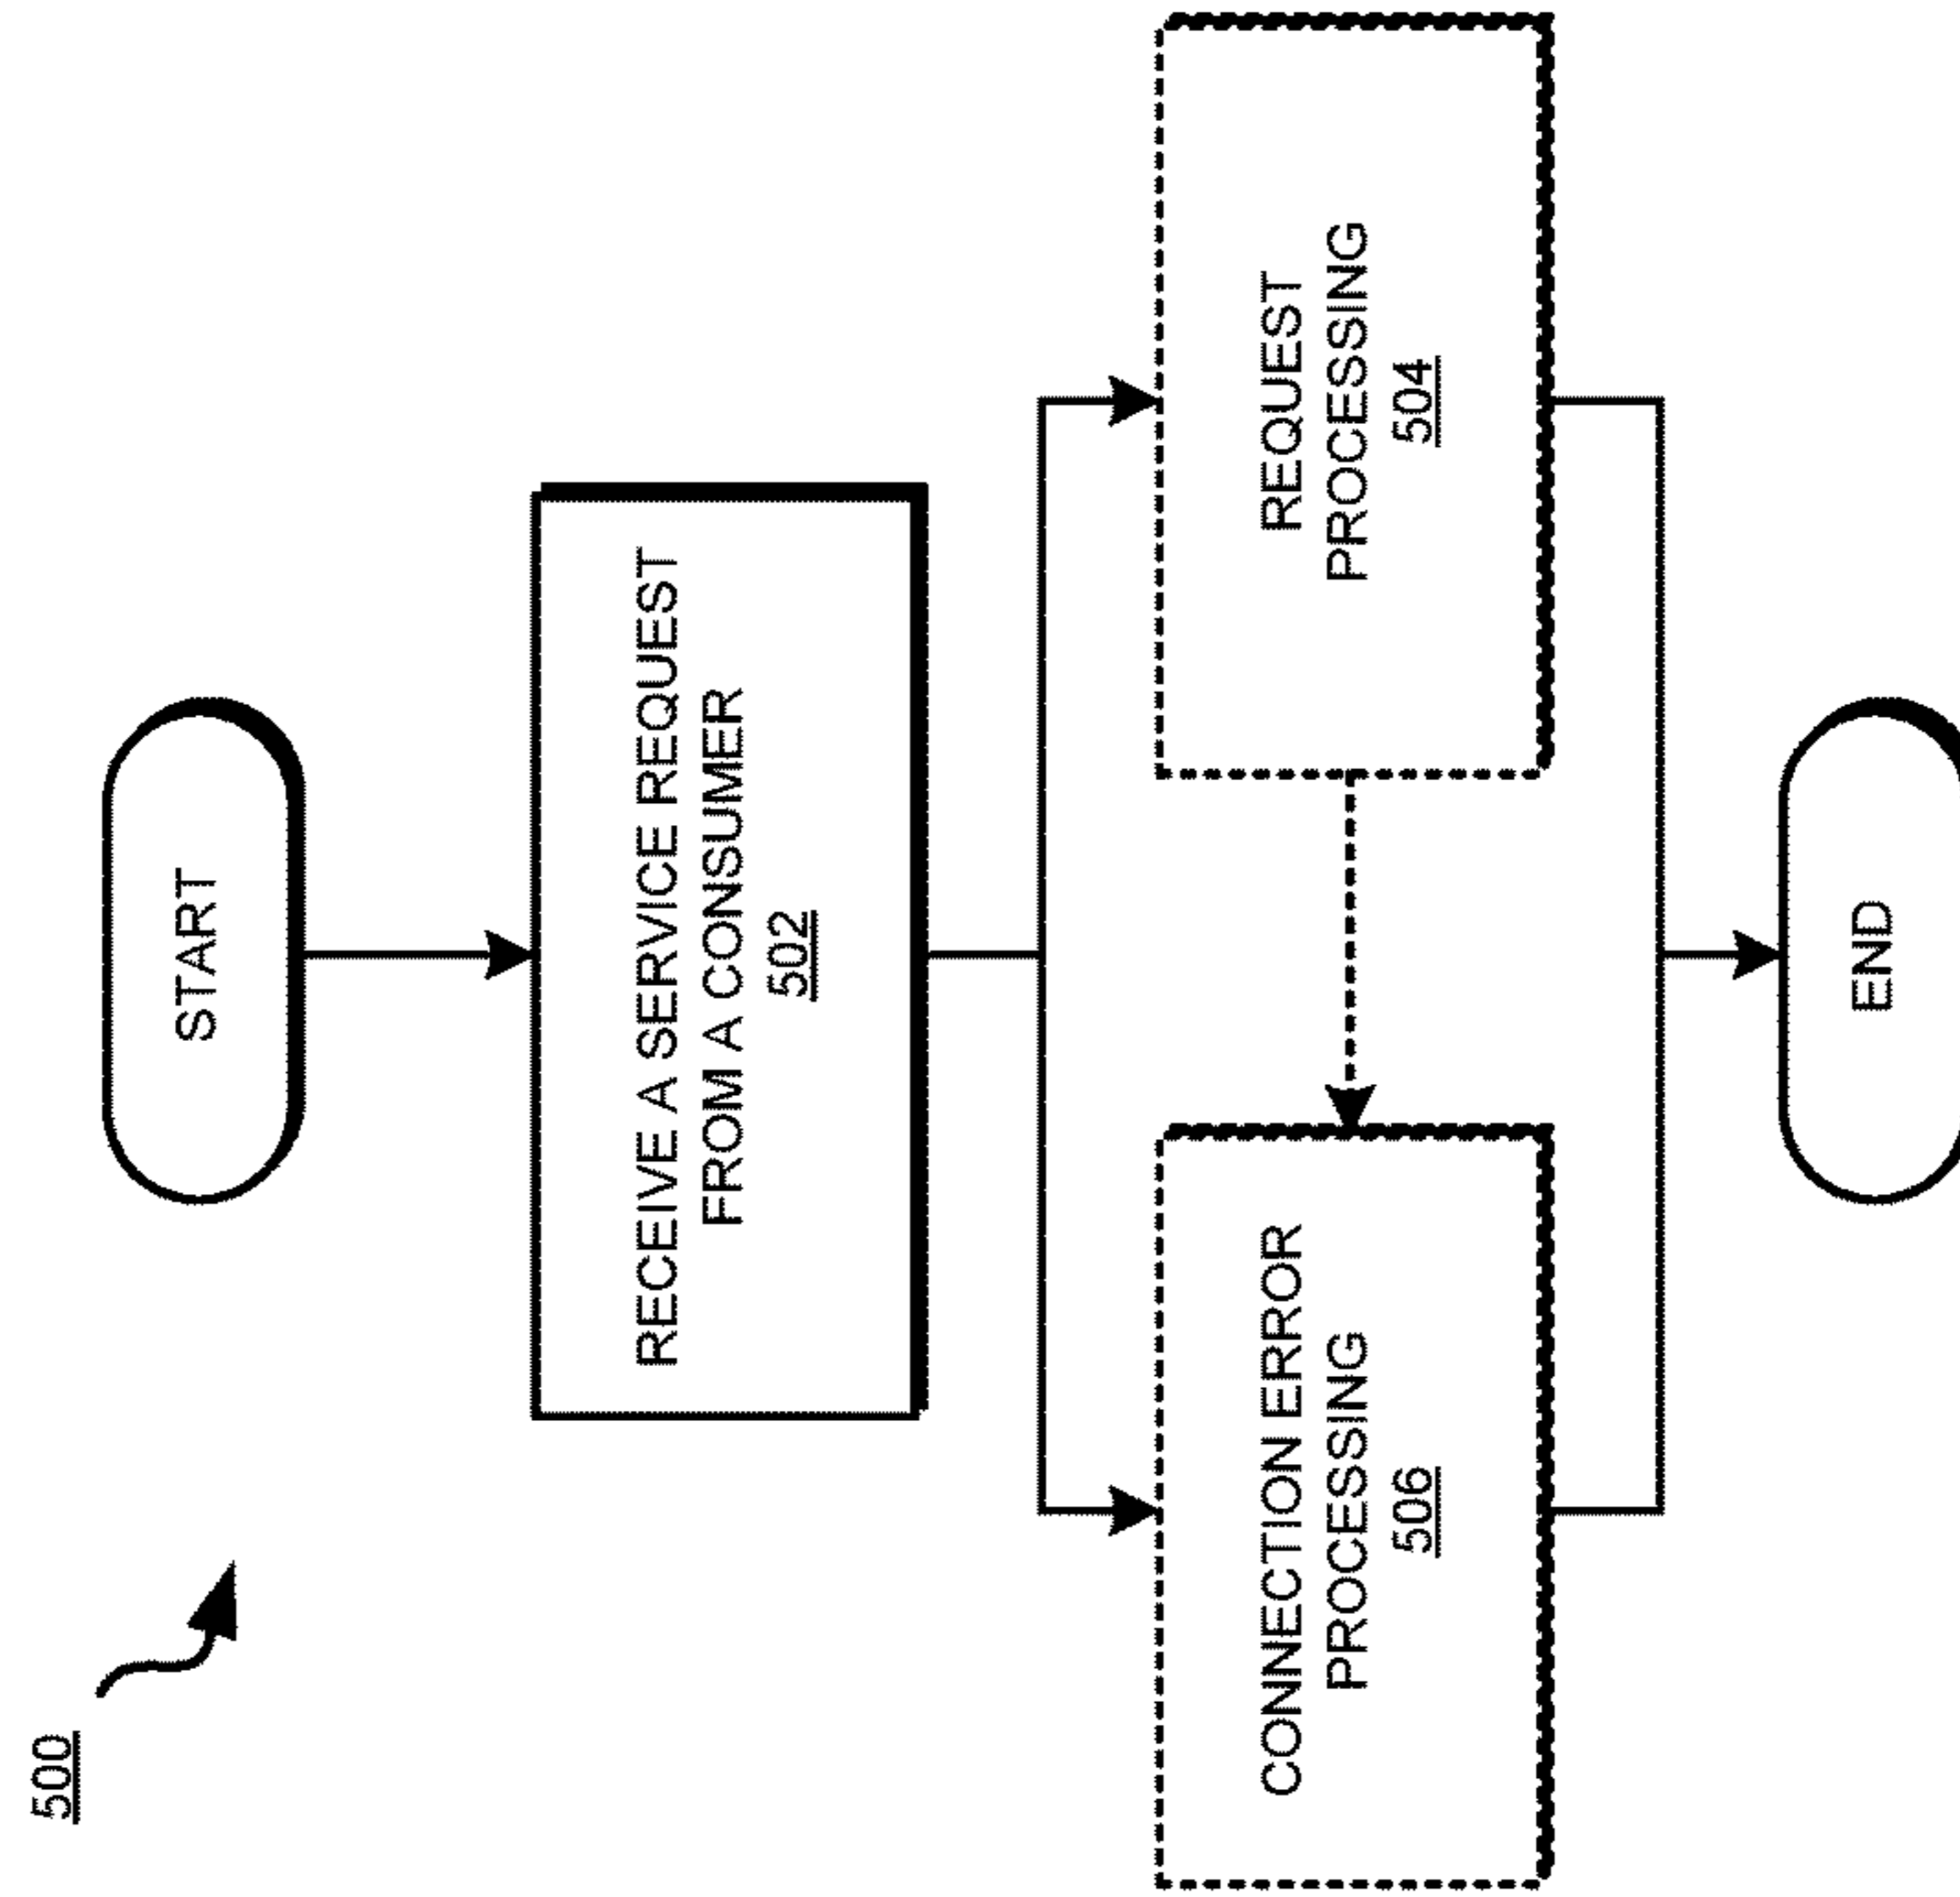 500
START
RECEIVE A SERVICE REQUEST
FROM A CONSUMER
502
CONNECTION ERROR
PROCESSING
506
REQUEST
PROCESSING
504
END